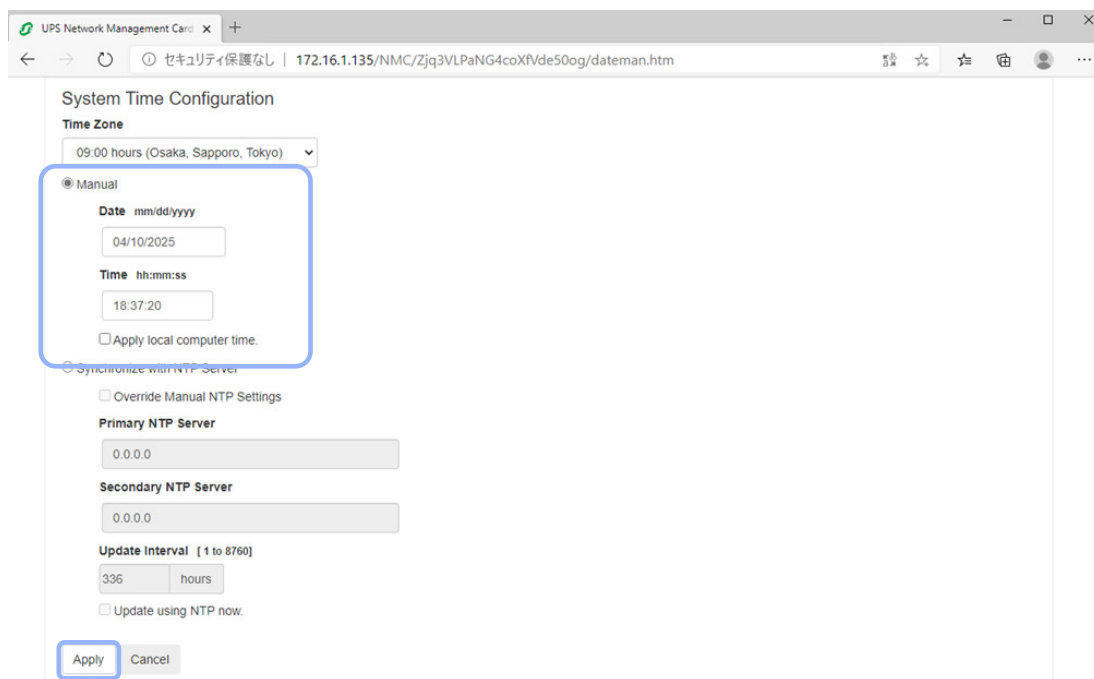 UPS Network Management Card
セキュリティ保護なし | 172.16.1.135/NMC/Zjq3VLPaNG4coXfVde50og/dateman.htm
System Time Configuration
Time Zone
09:00 hours (Osaka, Sapporo, Tokyo)
Manual
Date mm/dd/yyyy
04/10/2025
Time hh:mm:ss
18:37:20
Apply local computer time.
Synchronize with NTP Server
Override Manual NTP Settings
Primary NTP Server
0.0.0.0
Secondary NTP Server
0.0.0.0
Update Interval [ 1 to 8760]
336 hours
Update using NTP now.
Apply Cancel